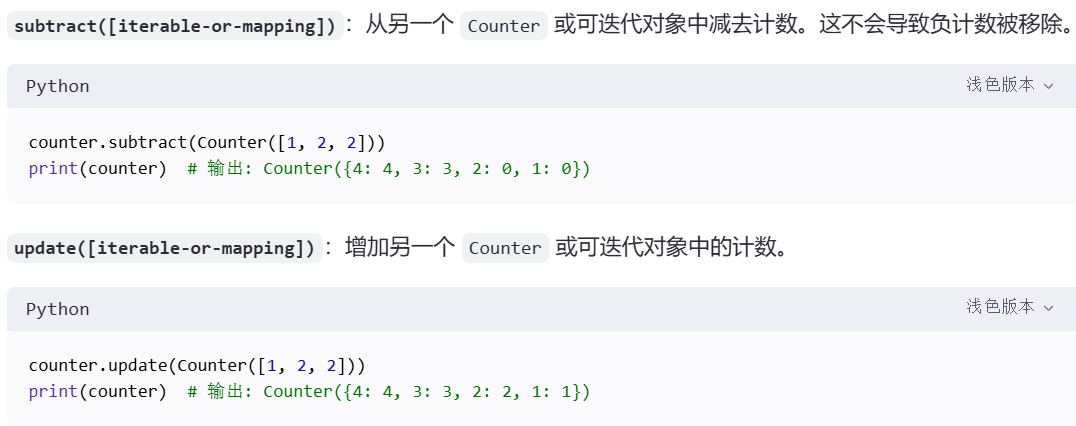 subtract([iterable-or-mapping])：从另一个 Counter 或可迭代对象中减去计数。这不会导致负计数被移除。
Python 浅色版本
counter.subtract(Counter([1, 2, 2]))
print(counter)  # 输出: Counter({4: 4, 3: 3, 2: 0, 1: 0})
update([iterable-or-mapping])：增加另一个 Counter 或可迭代对象中的计数。
Python 浅色版本
counter.update(Counter([1, 2, 2]))
print(counter)  # 输出: Counter({4: 4, 3: 3, 2: 2, 1: 1})